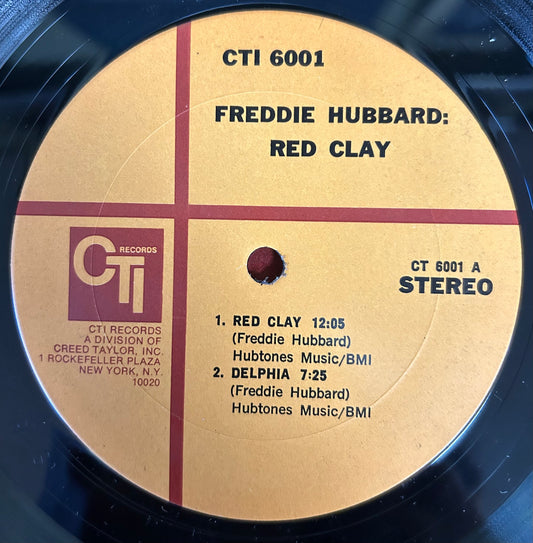 CTI 6001
FREDDIE HUBBARD:
RED CLAY
CTI RECORDS
CTI RECORDS
A DIVISION OF
CREED TAYLOR, INC.
1 ROCKEFELLER PLAZA
NEW YORK, N.Y.
10020
CT 6001 A
STEREO
1. RED CLAY 12:05
(Freddie Hubbard)
Hubtones Music/BMI
2. DELPHIA 7:25
(Freddie Hubbard)
Hubtones Music/BMI